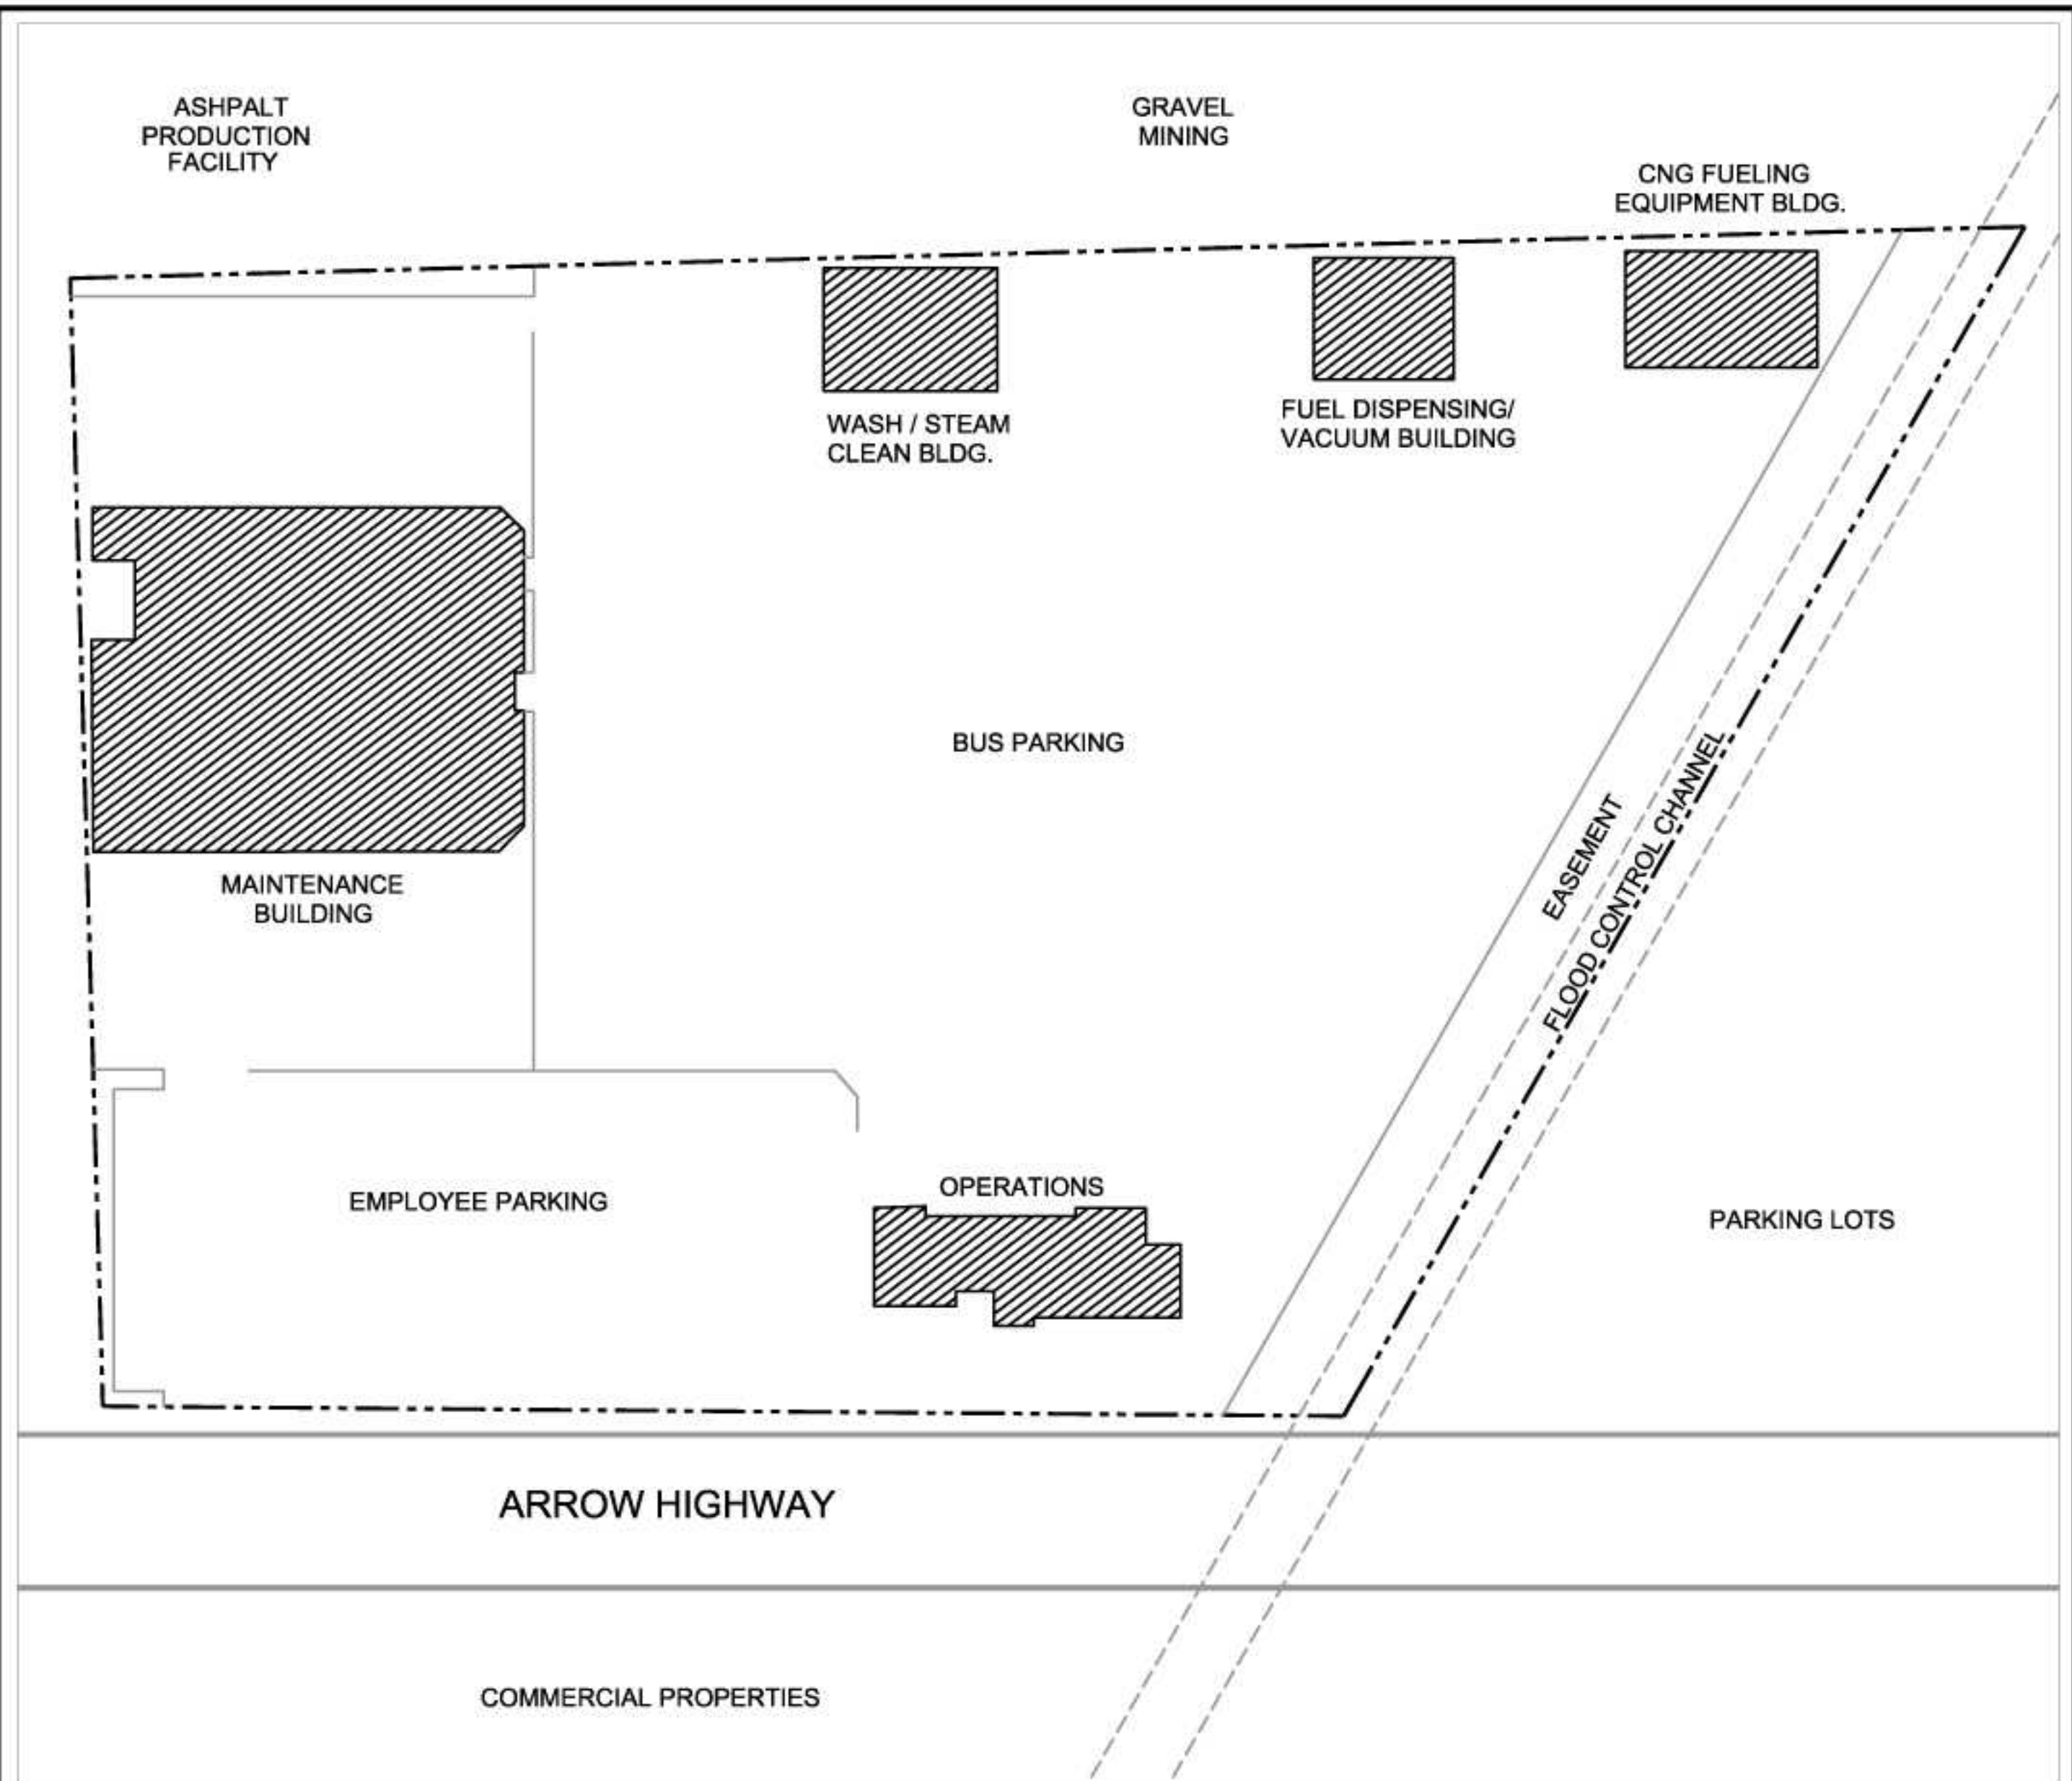 ASHPALT
PRODUCTION
FACILITY
GRAVEL
MINING
CNG FUELING
EQUIPMENT BLDG.
WASH / STEAM
CLEAN BLDG.
FUEL DISPENSING/
VACUUM BUILDING
BUS PARKING
EASEMENT
FLOOD CONTROL CHANNEL
MAINTENANCE
BUILDING
EMPLOYEE PARKING
OPERATIONS
PARKING LOTS
ARROW HIGHWAY
COMMERCIAL PROPERTIES